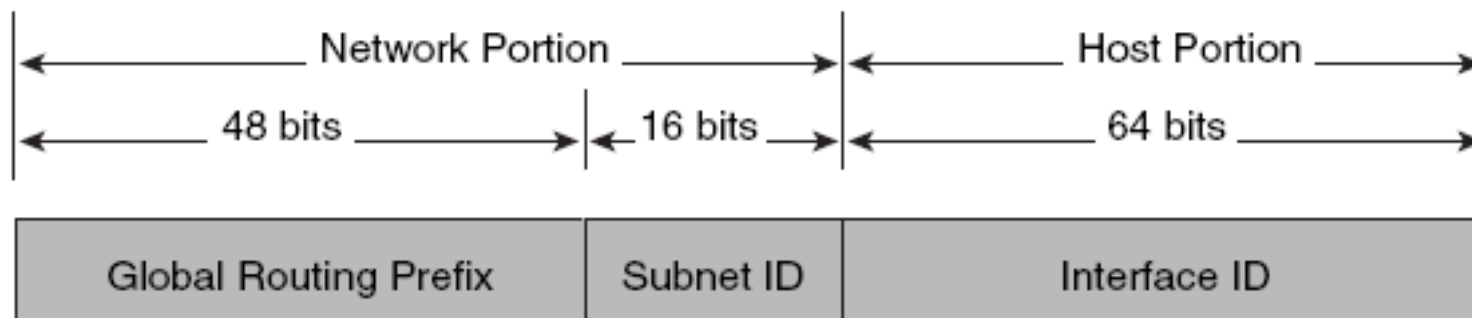 Network Portion Host Portion
48 bits 16 bits 64 bits
Global Routing Prefix Subnet ID Interface ID